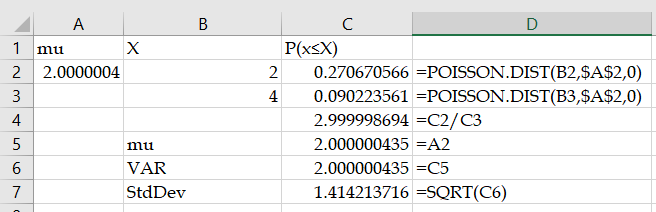 A B C D
1 mu X P(x≤X)
2 2.0000004 2 0.270670566 =POISSON.DIST(B2,$A$2,0)
3 4 0.090223561 =POISSON.DIST(B3,$A$2,0)
4 2.999998694 =C2/C3
5 mu 2.000000435 =A2
6 VAR 2.000000435 =C5
7 StdDev 1.414213716 =SQRT(C6)